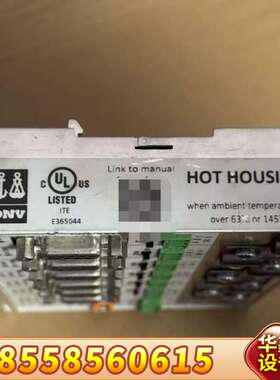 Link to manual
HOT HOUSI
c UL US
LISTED
ITE
E365044
DNV
when ambient tempera
over 63°C or 145
华
设
8558560615